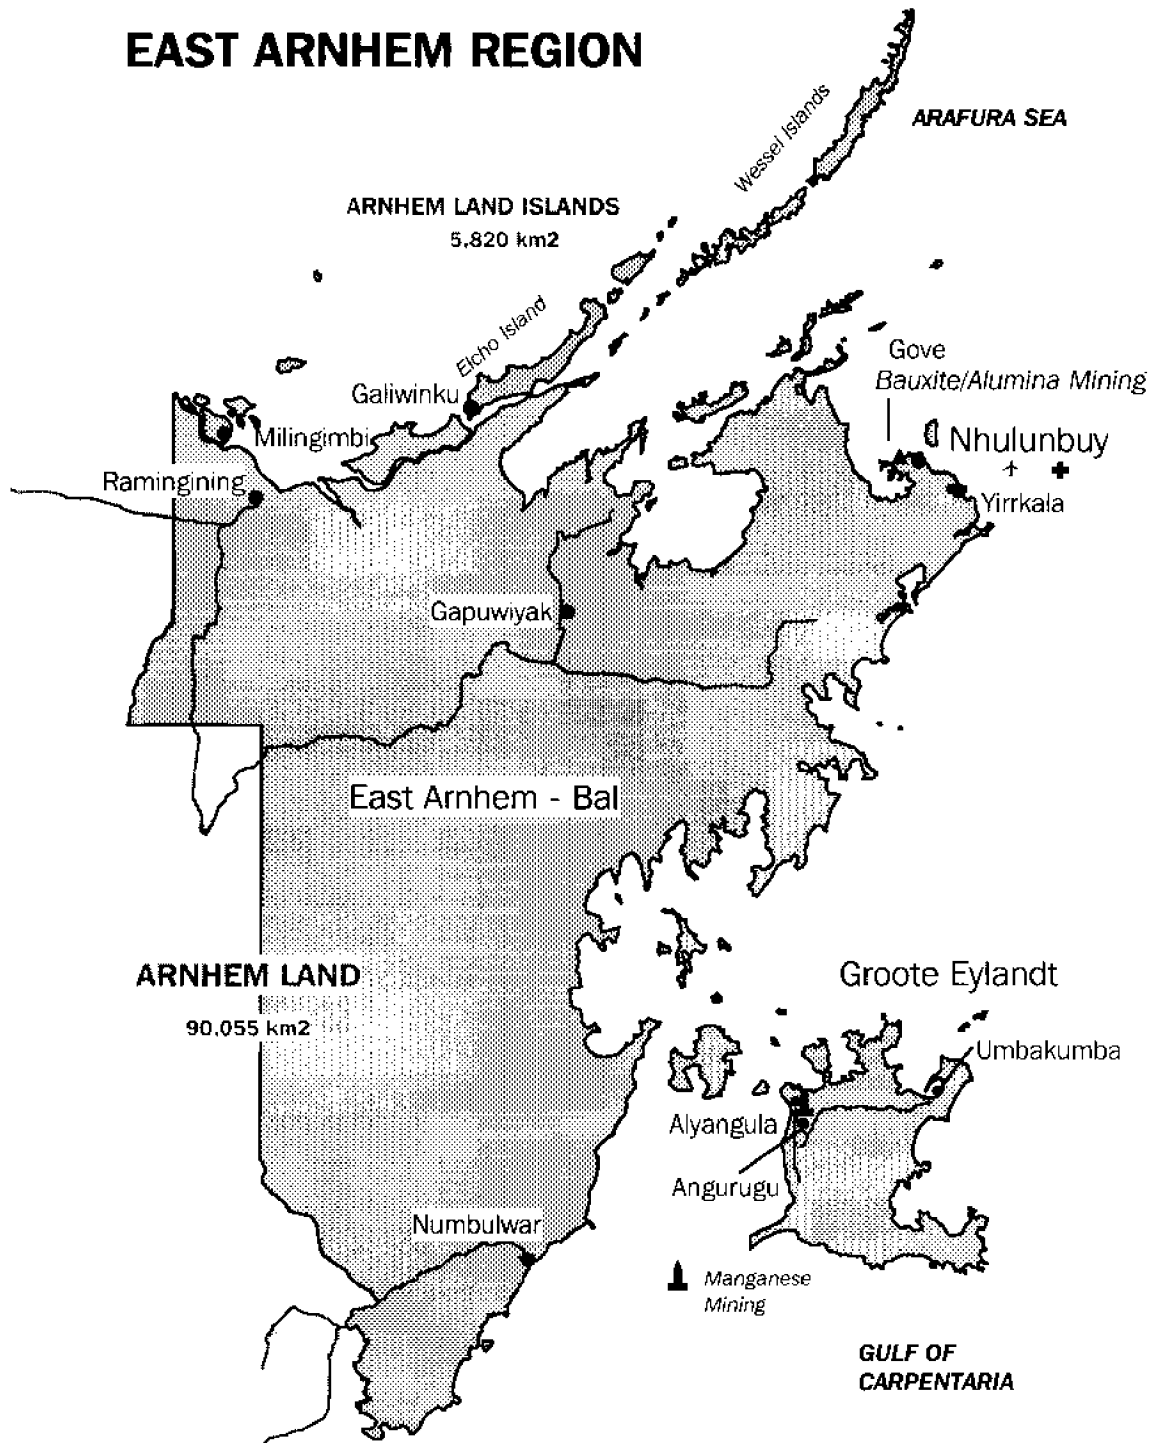 EAST ARNHEM REGION
Wessel Islands
ARAFURA SEA
ARNHEM LAND ISLANDS
5,820 km2
Elcho Island
Gove
Bauxite/Alumina Mining
Galiwinku
Milingimbi
Nhulunbuy
Ramingining
Yirrkala
Gapuwiyak
East Arnhem - Bal
ARNHEM LAND
90,055 km2
Groote Eylandt
Umbakumba
Alyangula
Angurugu
Numbulwar
Manganese
Mining
GULF OF
CARPENTARIA